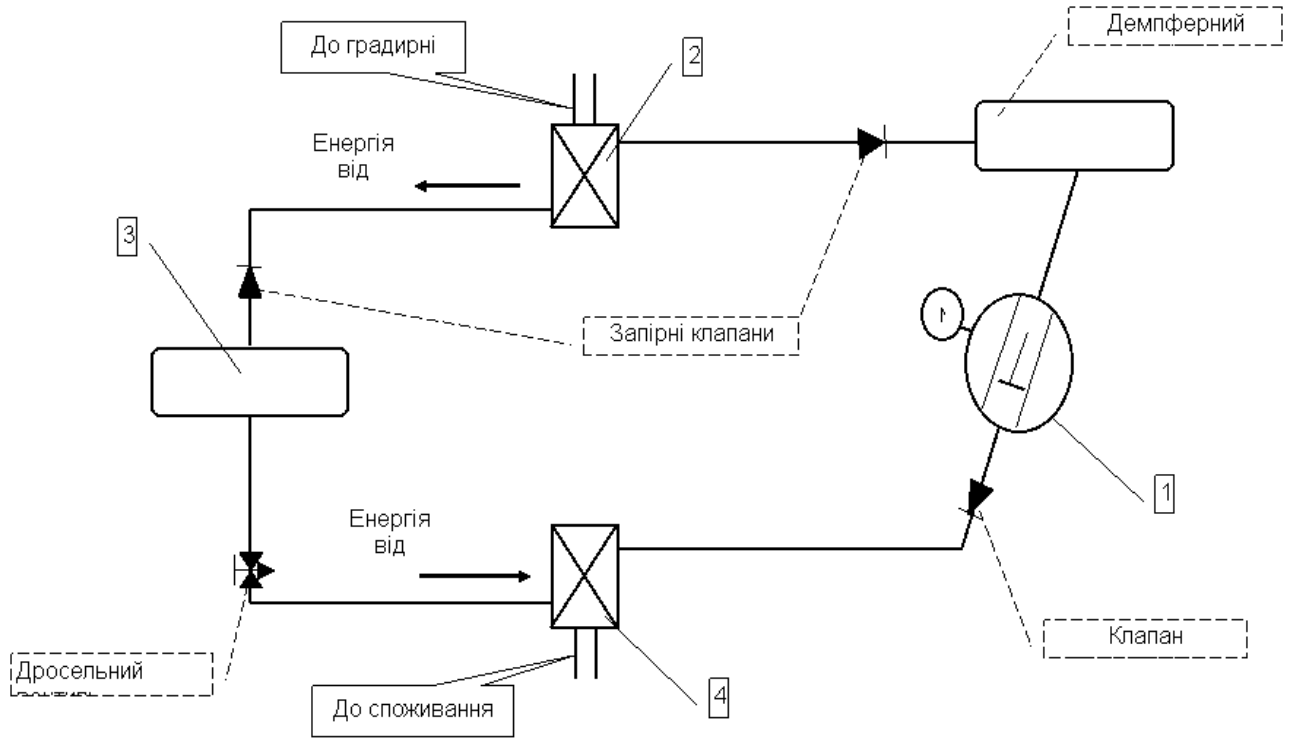 До градирні
2
Демпферний
Енергія
від
3
Запірні клапани
1
Енергія
від
Клапан
Дросельний
До споживання
4